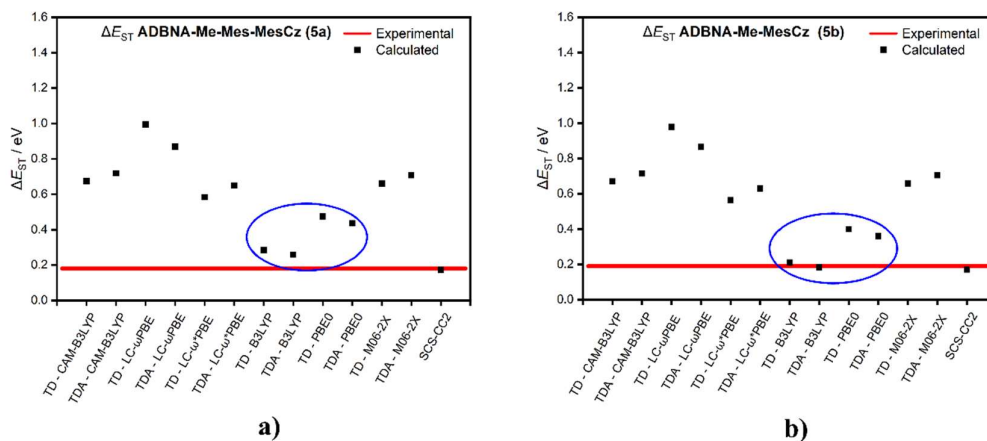 ΔE_ST ADBNA-Me-Mes-MesCz (5a)
Experimental
Calculated
ΔE_ST / eV
1.6
1.4
1.2
1.0
0.8
0.6
0.4
0.2
0.0
TD - CAM-B3LYP
TDA - CAM-B3LYP
TD - LC-ωPBE
TDA - LC-ωPBE
TD - LC-ω*PBE
TDA - LC-ω*PBE
TD - B3LYP
TDA - B3LYP
TD - PBE0
TDA - PBE0
TD - M06-2X
TDA - M06-2X
SCS-CC2
a)
ΔE_ST ADBNA-Me-MesCz (5b)
Experimental
Calculated
ΔE_ST / eV
1.6
1.4
1.2
1.0
0.8
0.6
0.4
0.2
0.0
TD - CAM-B3LYP
TDA - CAM-B3LYP
TD - LC-ωPBE
TDA - LC-ωPBE
TD - LC-ω*PBE
TDA - LC-ω*PBE
TD - B3LYP
TDA - B3LYP
TD - PBE0
TDA - PBE0
TD - M06-2X
TDA - M06-2X
SCS-CC2
b)